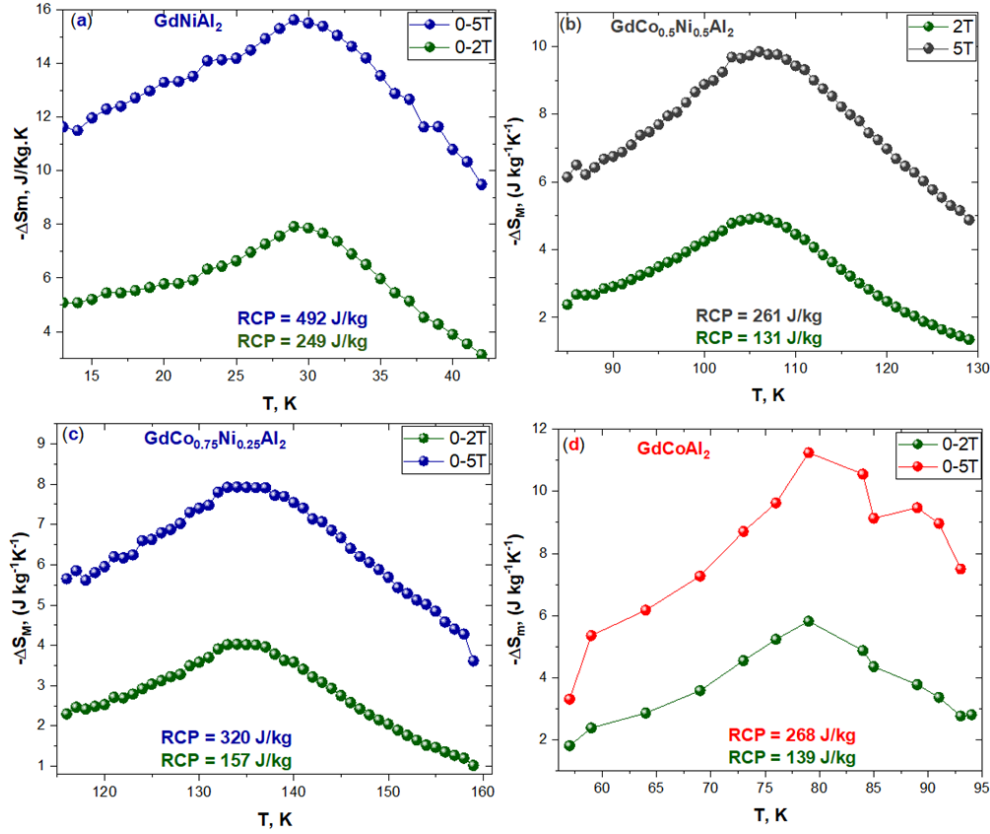 (a)
GdNiAl₂
0-5T
0-2T
16
14
12
10
8
6
4
-ΔSm, J/Kg.K
RCP = 492 J/kg
RCP = 249 J/kg
15 20 25 30 35 40
T, K
(b)
GdCo₀.₅Ni₀.₅Al₂
2T
5T
10
8
6
4
2
-ΔS_M, (J kg⁻¹K⁻¹)
RCP = 261 J/kg
RCP = 131 J/kg
90 100 110 120 130
T, K
(c)
GdCo₀.₇₅Ni₀.₂₅Al₂
0-2T
0-5T
9
8
7
6
5
4
3
2
1
-ΔS_M, (J kg⁻¹K⁻¹)
RCP = 320 J/kg
RCP = 157 J/kg
120 130 140 150 160
T, K
(d)
GdCoAl₂
0-2T
0-5T
12
10
8
6
4
2
-ΔS_m, (J kg⁻¹K⁻¹)
RCP = 268 J/kg
RCP = 139 J/kg
60 65 70 75 80 85 90 95
T, K